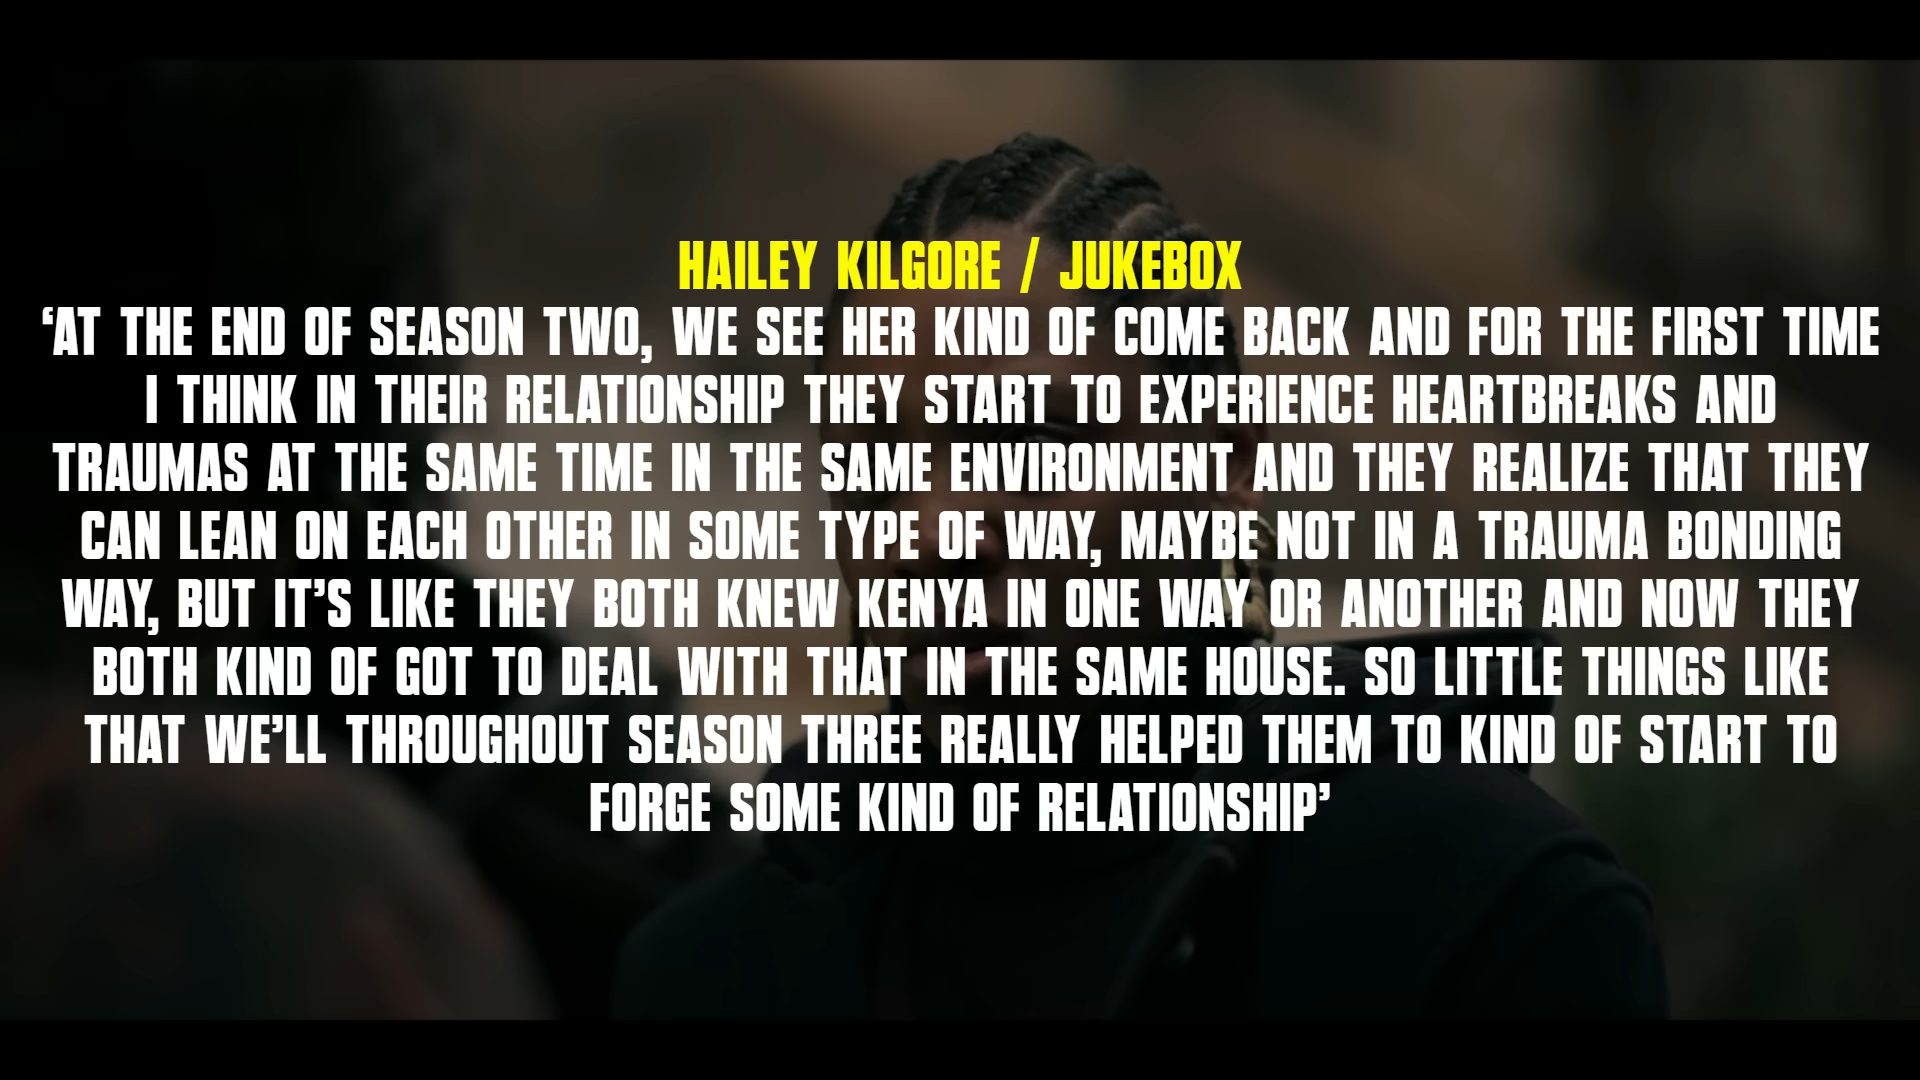 HAILEY KILGORE / JUKEBOX
‘AT THE END OF SEASON TWO, WE SEE HER KIND OF COME BACK AND FOR THE FIRST TIME
I THINK IN THEIR RELATIONSHIP THEY START TO EXPERIENCE HEARTBREAKS AND
TRAUMAS AT THE SAME TIME IN THE SAME ENVIRONMENT AND THEY REALIZE THAT THEY
CAN LEAN ON EACH OTHER IN SOME TYPE OF WAY, MAYBE NOT IN A TRAUMA BONDING
WAY, BUT IT’S LIKE THEY BOTH KNEW KENYA IN ONE WAY OR ANOTHER AND NOW THEY
BOTH KIND OF GOT TO DEAL WITH THAT IN THE SAME HOUSE. SO LITTLE THINGS LIKE
THAT WE’LL THROUGHOUT SEASON THREE REALLY HELPED THEM TO KIND OF START TO
FORGE SOME KIND OF RELATIONSHIP’